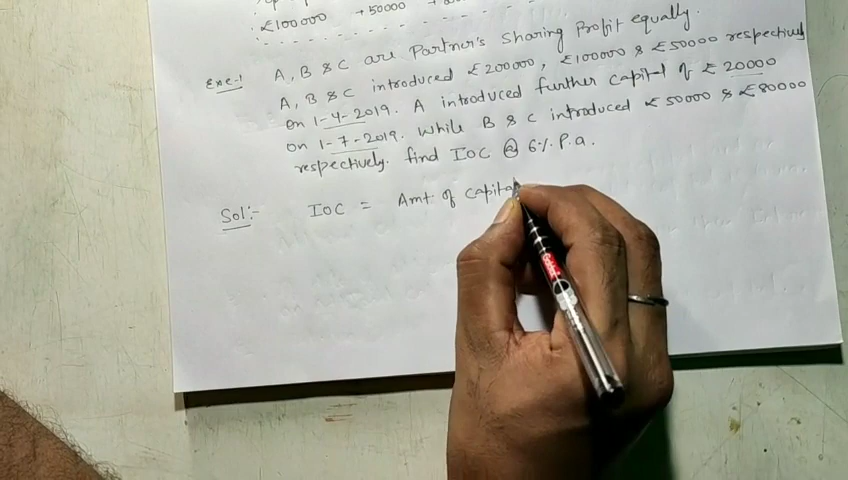 ₹100000 +50000
Exe-1 A, B & C are Partner's Sharing Profit equally.
A, B & C introduced ₹200000, ₹100000 & ₹50000 respectively
on 1-4-2019. A introduced further capital of ₹20000
on 1-7-2019. While B & C introduced ₹50000 & ₹80000
respectively. find IOC @ 6% P.a.
Sol:- IOC = Amt. of capital